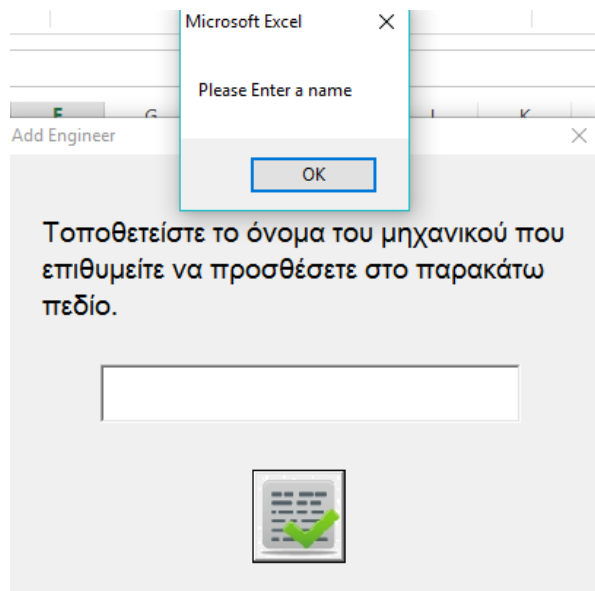 Microsoft Excel
Please Enter a name
F G K
Add Engineer
OK
Τοποθετείστε το όνομα του μηχανικού που
επιθυμείτε να προσθέσετε στο παρακάτω
πεδίο.